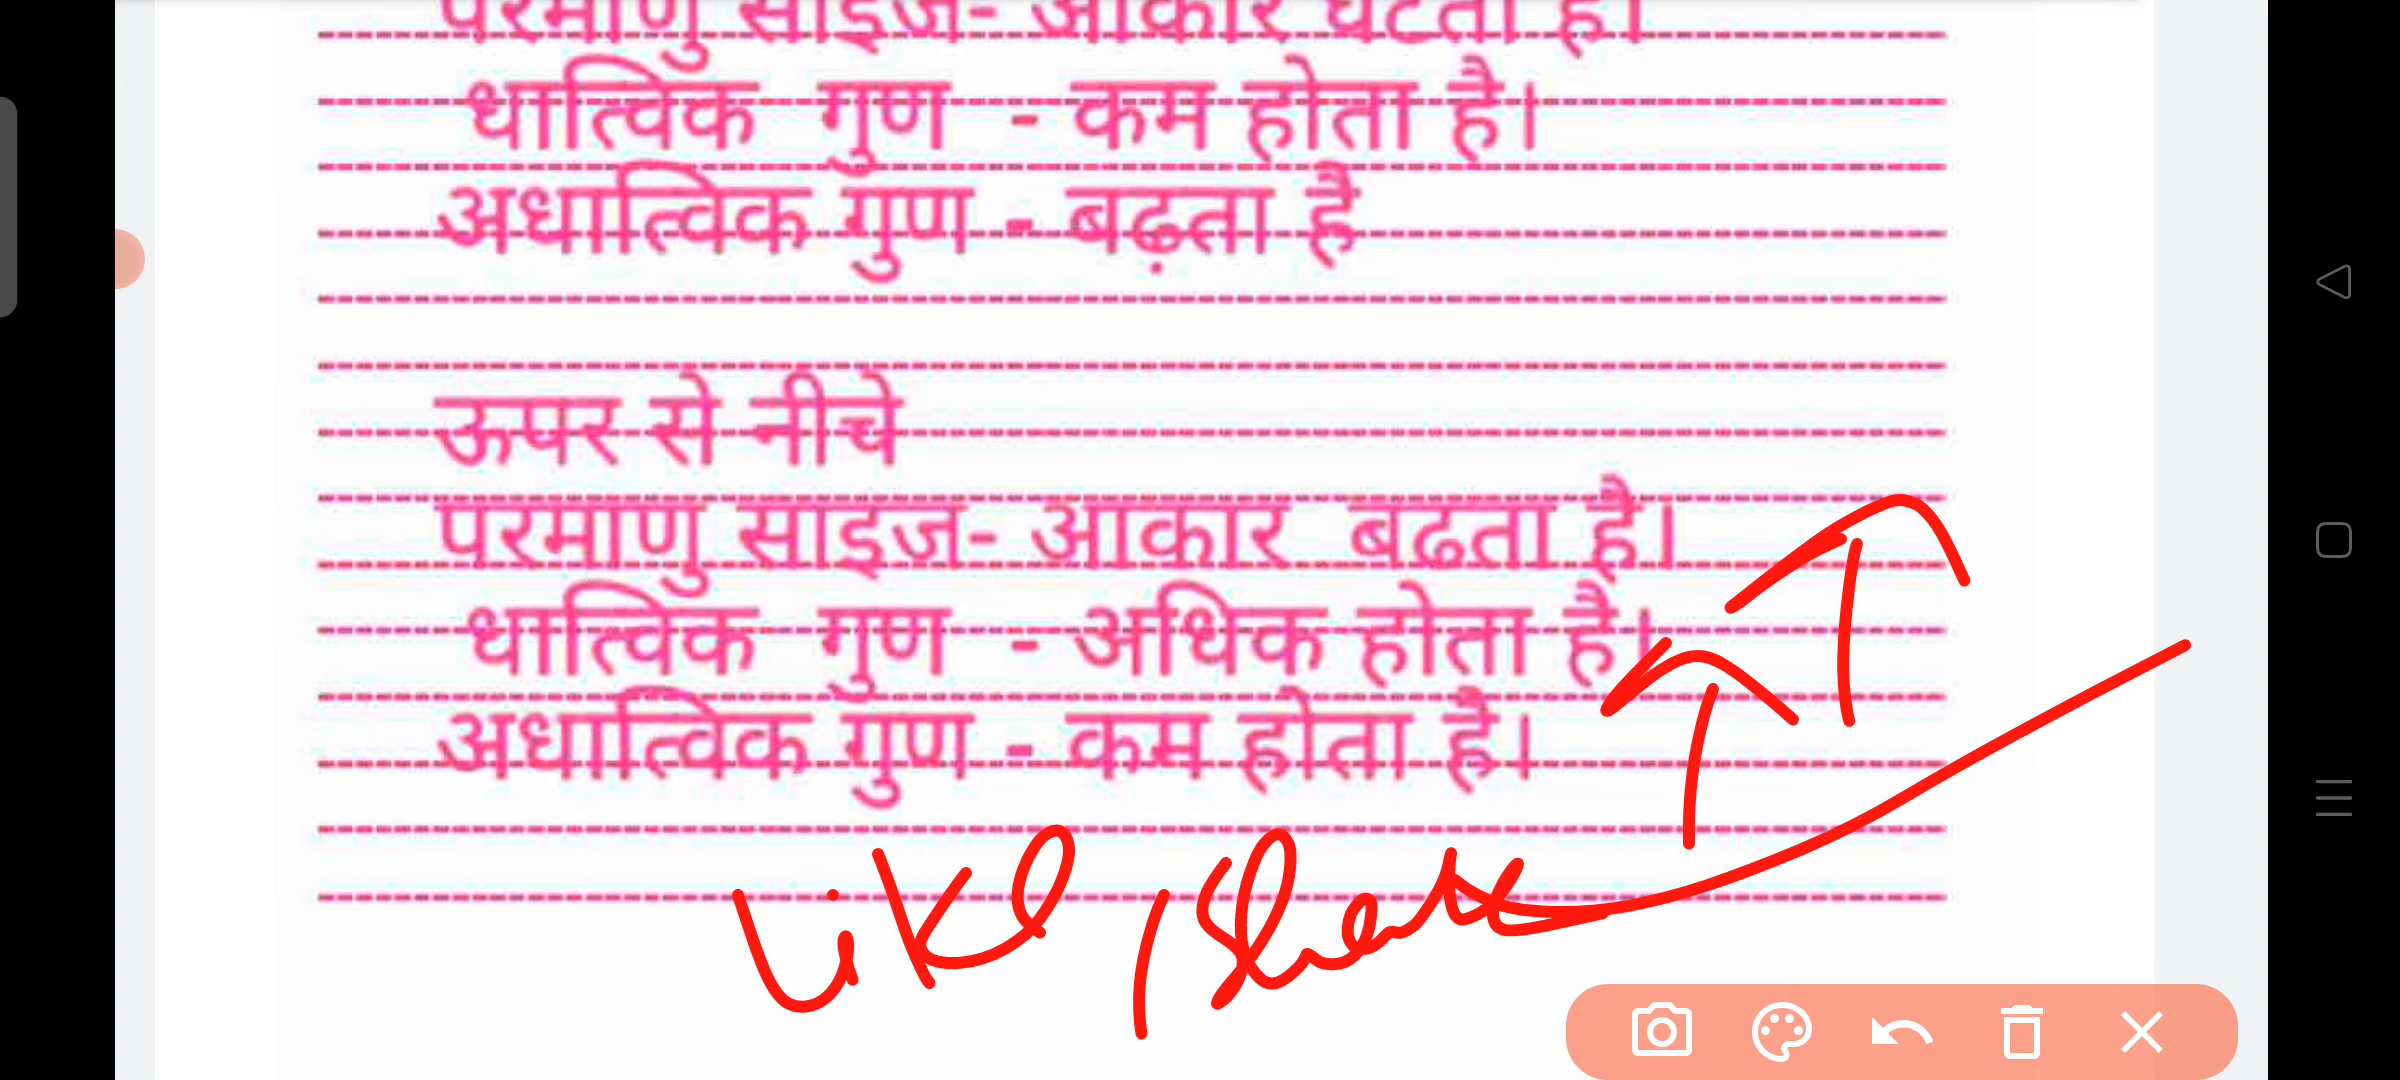 परमाणु साइज- आकार घटता है।
धात्विक गुण - कम होता है।
अधात्विक गुण - बढ़ता है
ऊपर से नीचे
परमाणु साइज- आकार बढता है।
धात्विक गुण - अधिक होता है।
अधात्विक गुण - कम होता है।
Like / Share